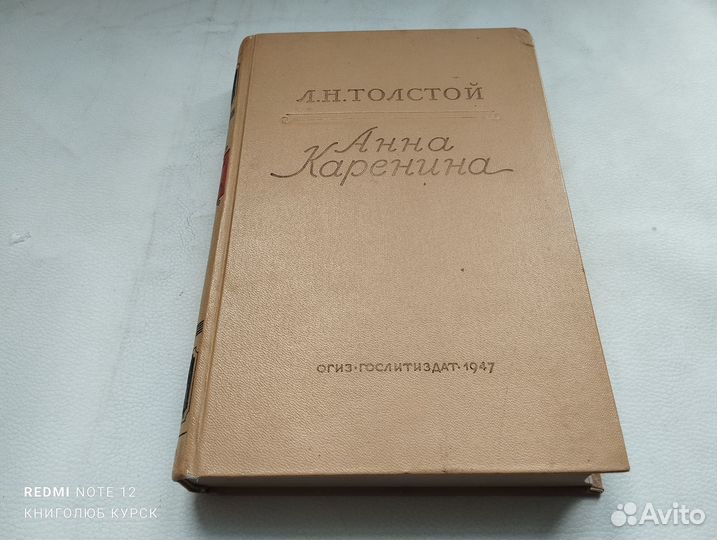 Л.Н.ТОЛСТОЙ
Анна
Каренина
ОГИЗ·ГОСЛИТИЗДАТ·1947
REDMI NOTE 12
КНИГОЛЮБ КУРСК
Avito